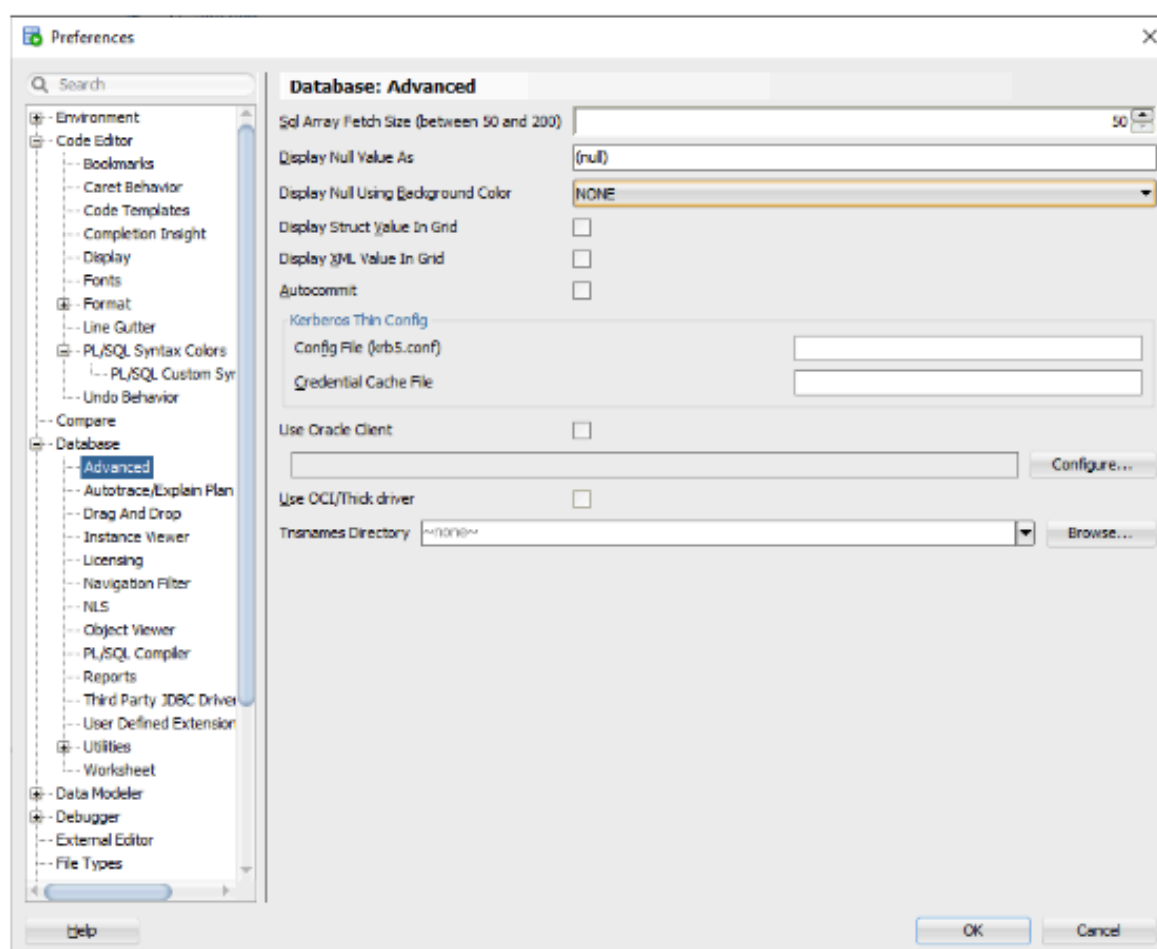 Preferences
Search
Environment
Code Editor
Bookmarks
Caret Behavior
Code Templates
Completion Insight
Display
Fonts
Format
Line Gutter
PL/SQL Syntax Colors
PL/SQL Custom Syr
Undo Behavior
Compare
Database
Advanced
Autotrace/Explain Plan
Drag And Drop
Instance Viewer
Licensing
Navigation Filter
NLS
Object Viewer
PL/SQL Compiler
Reports
Third Party JDBC Driver
User Defined Extension
Utilities
Worksheet
Data Modeler
Debugger
External Editor
File Types
Database: Advanced
Sql Array Fetch Size (between 50 and 200) 50
Display Null Value As (null)
Display Null Using Background Color NONE
Display Struct Value In Grid
Display XML Value In Grid
Autocommit
Kerberos Thin Config
Config File (krb5.conf)
Credential Cache File
Use Oracle Client
Configure...
Use OCI/Thick driver
Tnsnames Directory ~none~ Browse...
Help OK Cancel